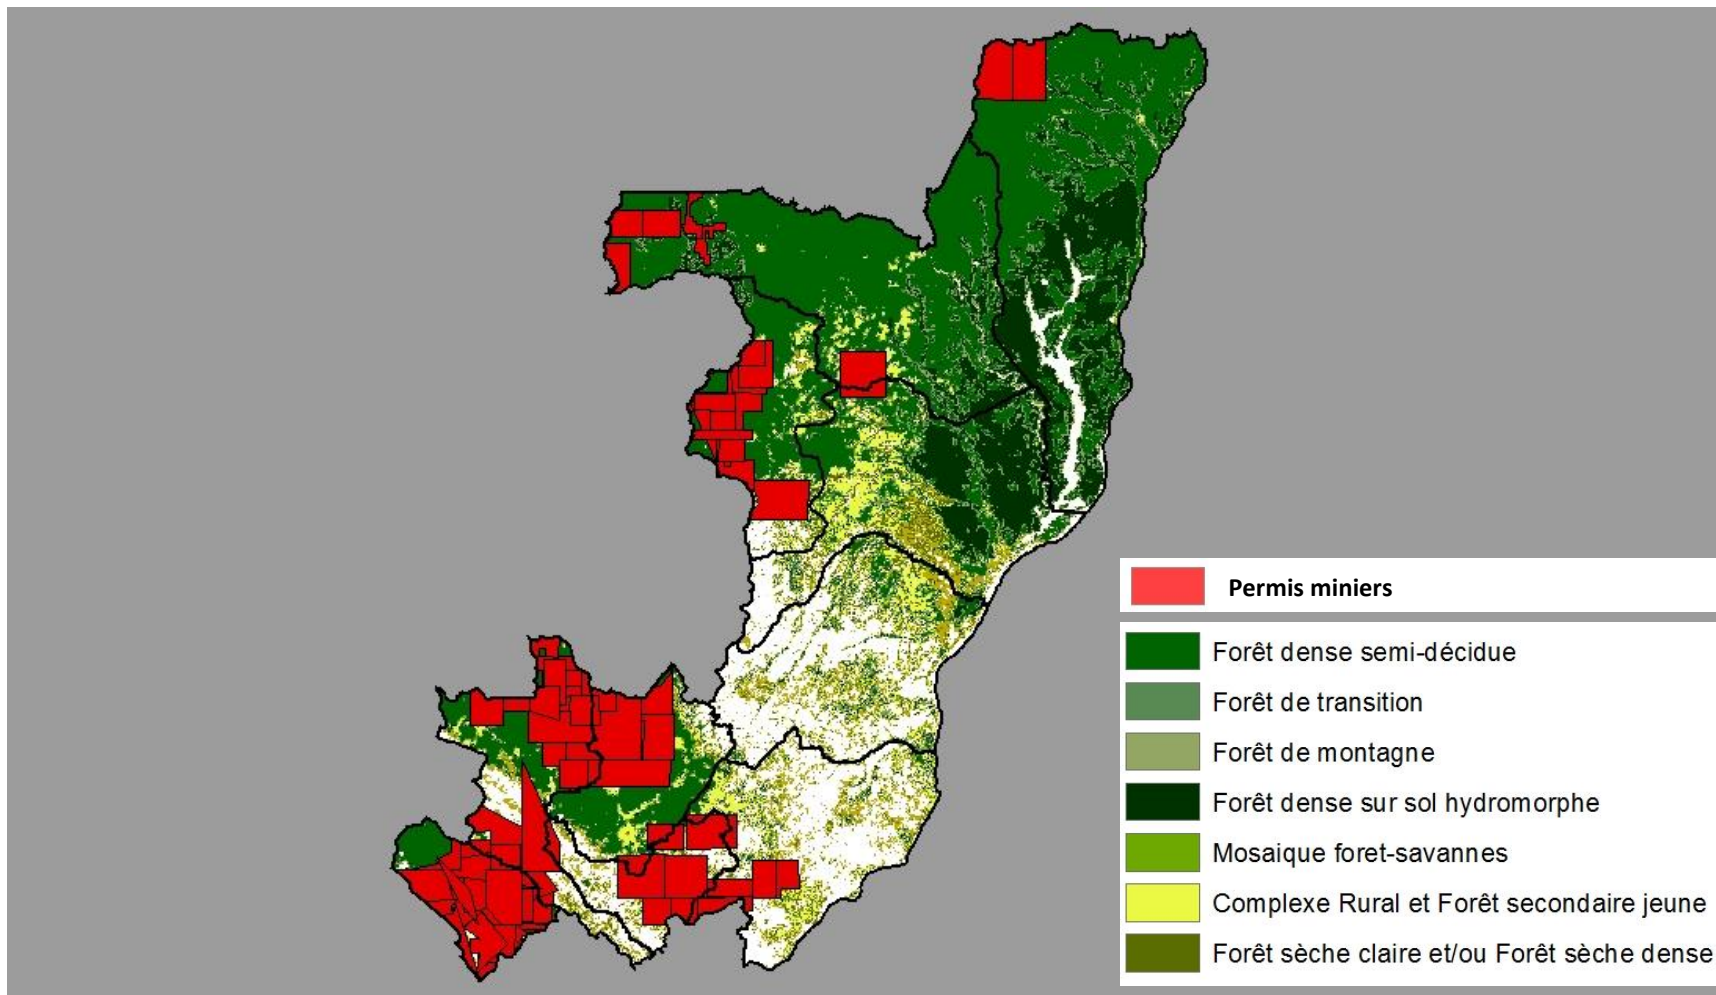 Permis miniers
Forêt dense semi-décidue
Forêt de transition
Forêt de montagne
Forêt dense sur sol hydromorphe
Mosaique foret-savannes
Complexe Rural et Forêt secondaire jeune
Forêt sèche claire et/ou Forêt sèche dense